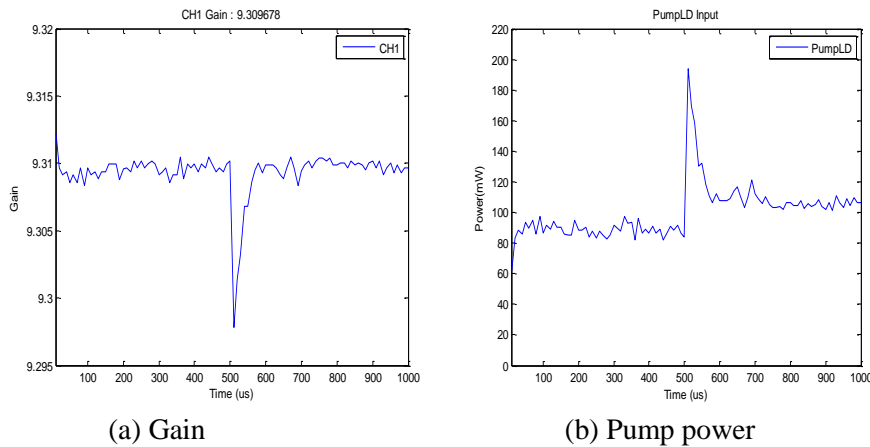 CH1 Gain : 9.309678
9.32
9.315
9.31
9.305
9.3
9.295
Gain
CH1
100 200 300 400 500 600 700 800 900 1000
Time (us)
(a) Gain
PumpLD Input
220
200
180
160
140
120
100
80
60
40
20
0
Power(mW)
PumpLD
100 200 300 400 500 600 700 800 900 1000
Time (us)
(b) Pump power